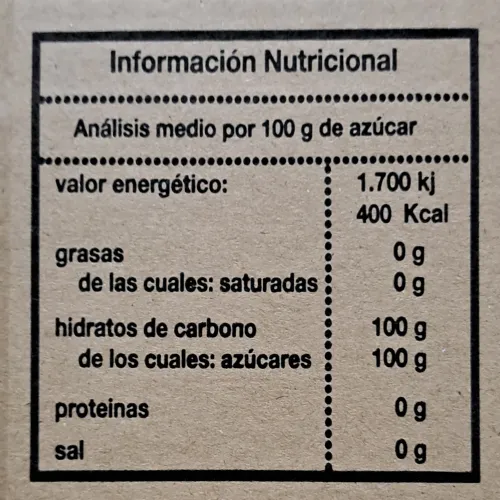 Información Nutricional
Análisis medio por 100 g de azúcar
valor energético: 1.700 kj
400 Kcal
grasas 0 g
de las cuales: saturadas 0 g
hidratos de carbono 100 g
de los cuales: azúcares 100 g
proteinas 0 g
sal 0 g